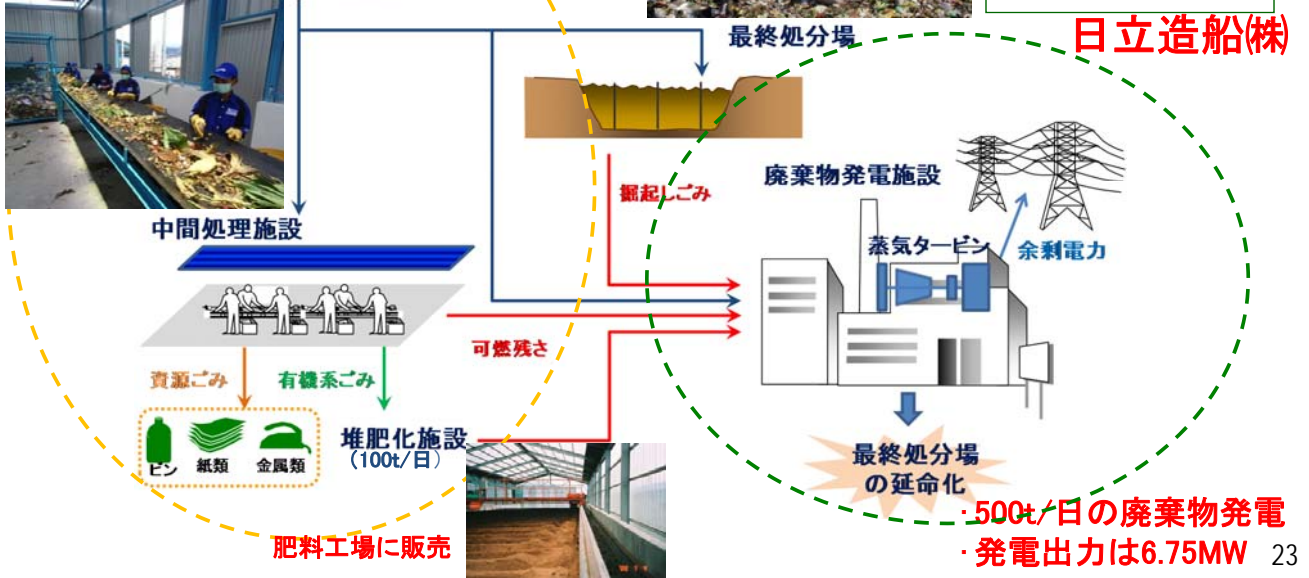 日立造船㈱
最終処分場
廃棄物発電施設
掘起しごみ
蒸気タービン
余剰電力
中間処理施設
可燃残さ
資源ごみ
有機系ごみ
ビン
紙類
金属類
堆肥化施設
(100t/日)
最終処分場
の延命化
肥料工場に販売
・500t/日の廃棄物発電
・発電出力は6.75MW
23